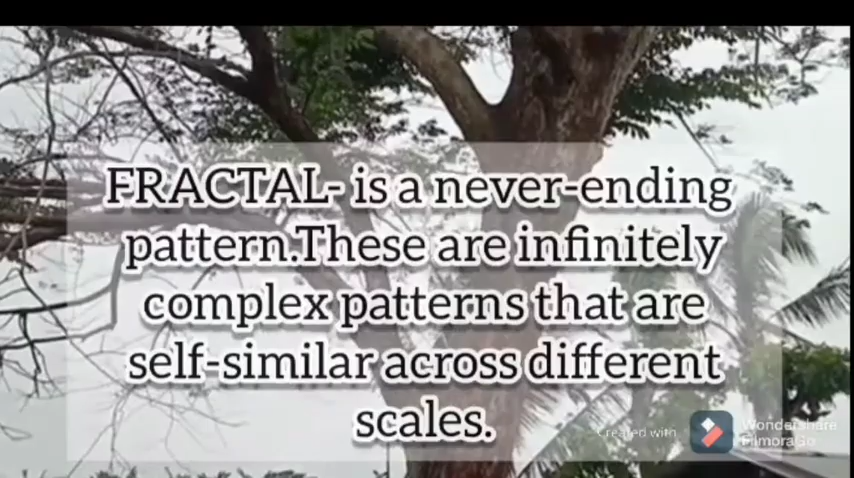 FRACTAL- is a never-ending
pattern.These are infinitely
complex patterns that are
self-similar across different
scales.
Created with
Wondershare
FilmoraGo